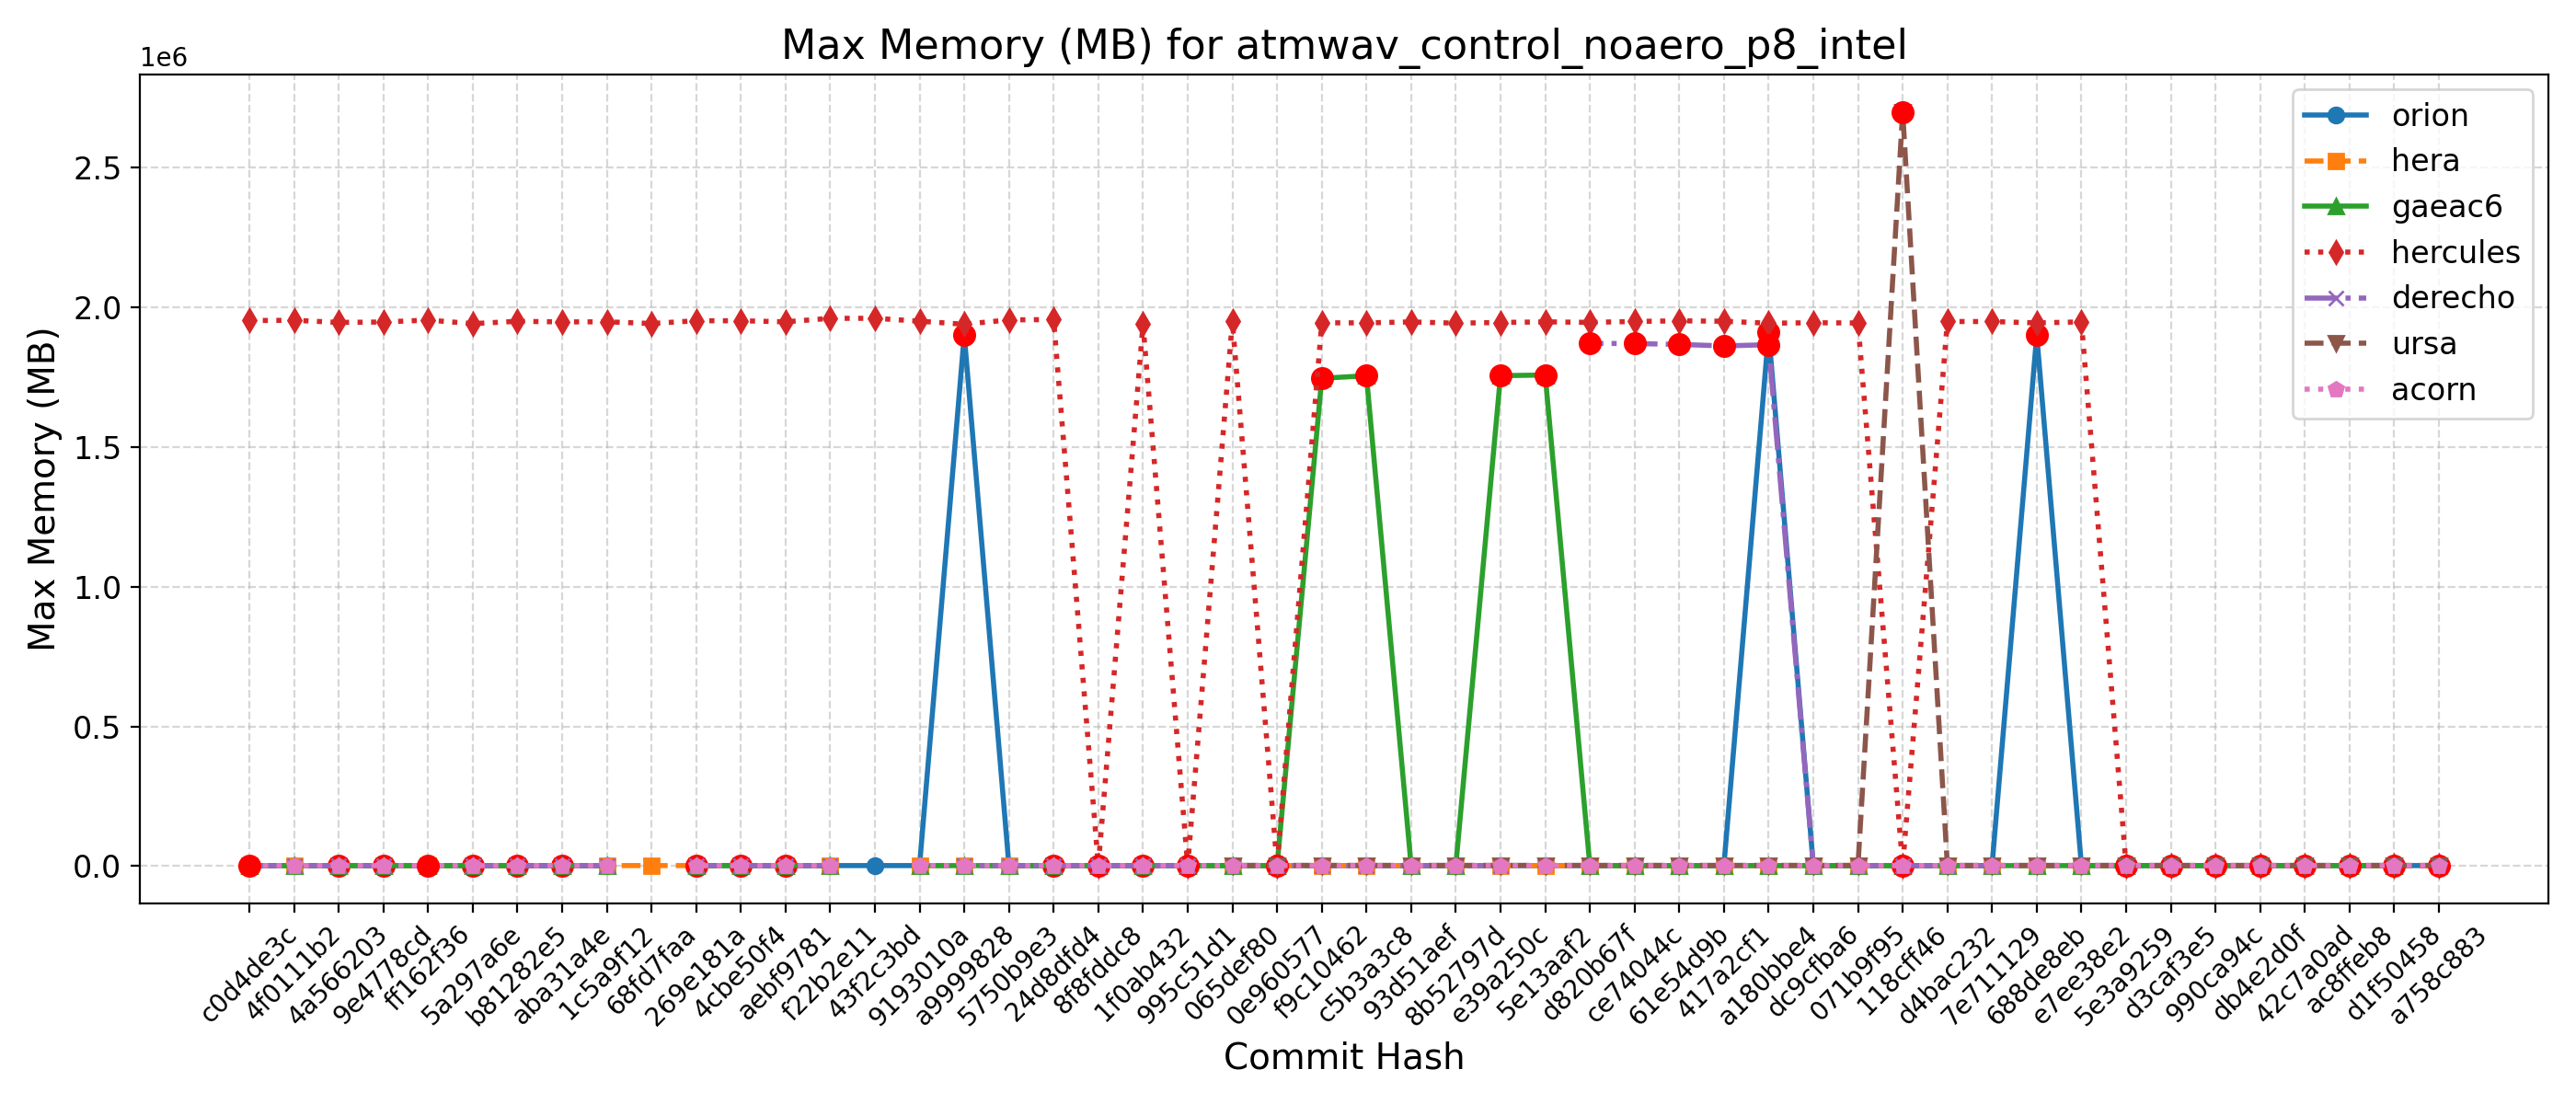 Max Memory (MB) for atmwav_control_noaero_p8_intel
1e6
2.5
2.0
1.5
1.0
0.5
0.0
Max Memory (MB)
orion
hera
gaeac6
hercules
derecho
ursa
acorn
c0d4de3c
4f0111b2
4a566203
9e4778cd
ff162f36
5a297a6e
b81282e5
aba31a4e
1c5a9f12
68fd7faa
269e181a
4cbe50f4
aebf9781
f22b2e11
43f2c3bd
9193010a
a9999828
5750b9e3
24d8dfd4
8f8fddc8
1f0ab432
995c51d1
065def80
0e960577
f9c10462
c5b3a3c8
93d51aef
8b52797d
e39a250c
5e13aaf2
d820b67f
ce74044c
61e54d9b
417a2cf1
a180bbe4
dc9cfba6
071b9f95
118cff46
d4bac232
7e711129
688de8eb
e7ee38e2
5e3a9259
d3caf3e5
990ca94c
db4e2d0f
42c7a0ad
ac8ffeb8
d1f50458
a758c883
Commit Hash